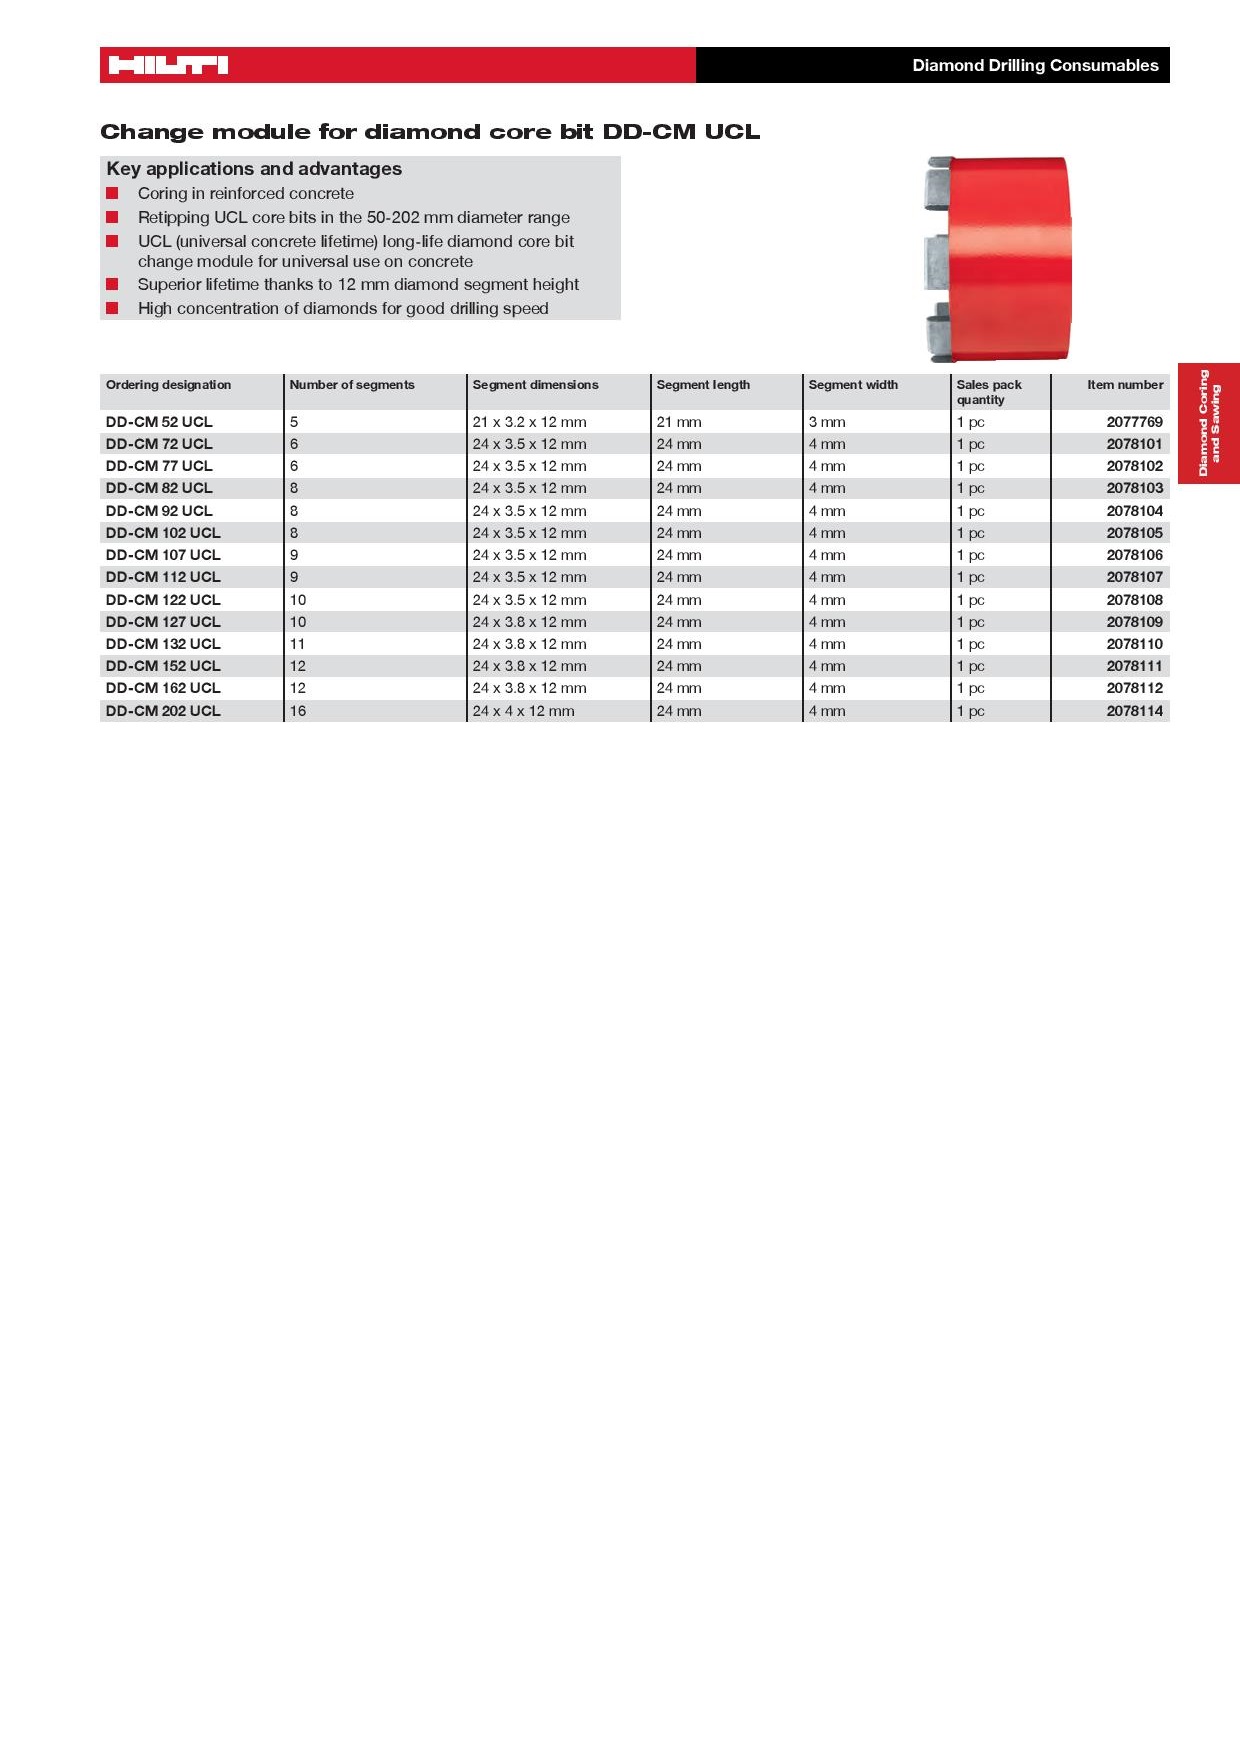 HILTI
Diamond Drilling Consumables
Change module for diamond core bit DD-CM UCL
Key applications and advantages
Coring in reinforced concrete
Retipping UCL core bits in the 50-202 mm diameter range
UCL (universal concrete lifetime) long-life diamond core bit
change module for universal use on concrete
Superior lifetime thanks to 12 mm diamond segment height
High concentration of diamonds for good drilling speed
Ordering designation Number of segments Segment dimensions Segment length Segment width Sales pack Item number
quantity
DD-CM 52 UCL 5 21 x 3.2 x 12 mm 21 mm 3 mm 1 pc 2077769
DD-CM 72 UCL 6 24 x 3.5 x 12 mm 24 mm 4 mm 1 pc 2078101
DD-CM 77 UCL 6 24 x 3.5 x 12 mm 24 mm 4 mm 1 pc 2078102
DD-CM 82 UCL 8 24 x 3.5 x 12 mm 24 mm 4 mm 1 pc 2078103
DD-CM 92 UCL 8 24 x 3.5 x 12 mm 24 mm 4 mm 1 pc 2078104
DD-CM 102 UCL 8 24 x 3.5 x 12 mm 24 mm 4 mm 1 pc 2078105
DD-CM 107 UCL 9 24 x 3.5 x 12 mm 24 mm 4 mm 1 pc 2078106
DD-CM 112 UCL 9 24 x 3.5 x 12 mm 24 mm 4 mm 1 pc 2078107
DD-CM 122 UCL 10 24 x 3.5 x 12 mm 24 mm 4 mm 1 pc 2078108
DD-CM 127 UCL 10 24 x 3.8 x 12 mm 24 mm 4 mm 1 pc 2078109
DD-CM 132 UCL 11 24 x 3.8 x 12 mm 24 mm 4 mm 1 pc 2078110
DD-CM 152 UCL 12 24 x 3.8 x 12 mm 24 mm 4 mm 1 pc 2078111
DD-CM 162 UCL 12 24 x 3.8 x 12 mm 24 mm 4 mm 1 pc 2078112
DD-CM 202 UCL 16 24 x 4 x 12 mm 24 mm 4 mm 1 pc 2078114
Diamond Coring
and Sawing